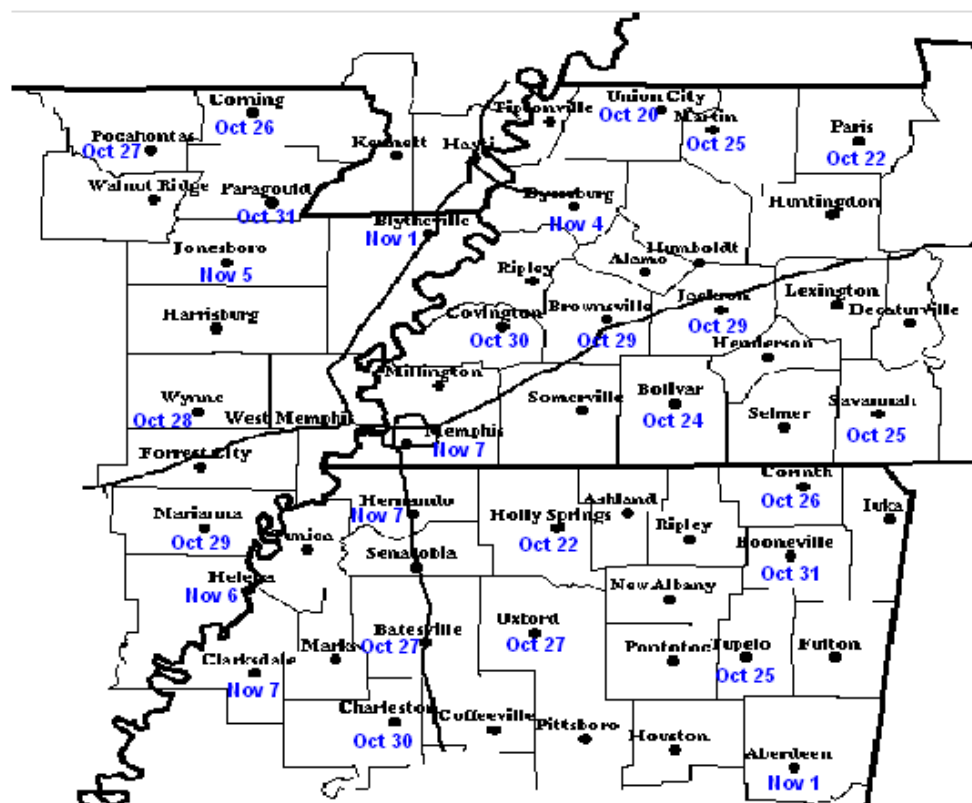 Corning
Oct 26
Pocahontas
Oct 27
Walnut Ridge
Paragould
Oct 31
Kennett
Hayti
Tiptonville
Union City
Oct 20
Martin
Oct 25
Paris
Oct 22
Blytheville
Nov 1
Dyersburg
Nov 4
Huntingdon
Jonesboro
Nov 5
Ripley
Alamo
Humboldt
Harrisburg
Covington
Oct 30
Brownsville
Oct 29
Jackson
Oct 29
Lexington
Decaturville
Henderson
Millington
Wynne
Oct 28
West Memphis
Memphis
Nov 7
Somerville
Bolivar
Oct 24
Selmer
Savannah
Oct 25
Forrest City
Corinth
Oct 26
Marianna
Oct 29
Hernando
Nov 7
Holly Springs
Oct 22
Ashland
Ripley
Iuka
Booneville
Oct 31
Tunica
Senatobia
Helena
Nov 6
New Albany
Batesville
Oct 27
Oxford
Oct 27
Clarksdale
Nov 7
Marks
Pontotoc
Tupelo
Oct 25
Fulton
Charleston
Oct 30
Coffeeville
Pittsboro
Houston
Aberdeen
Nov 1